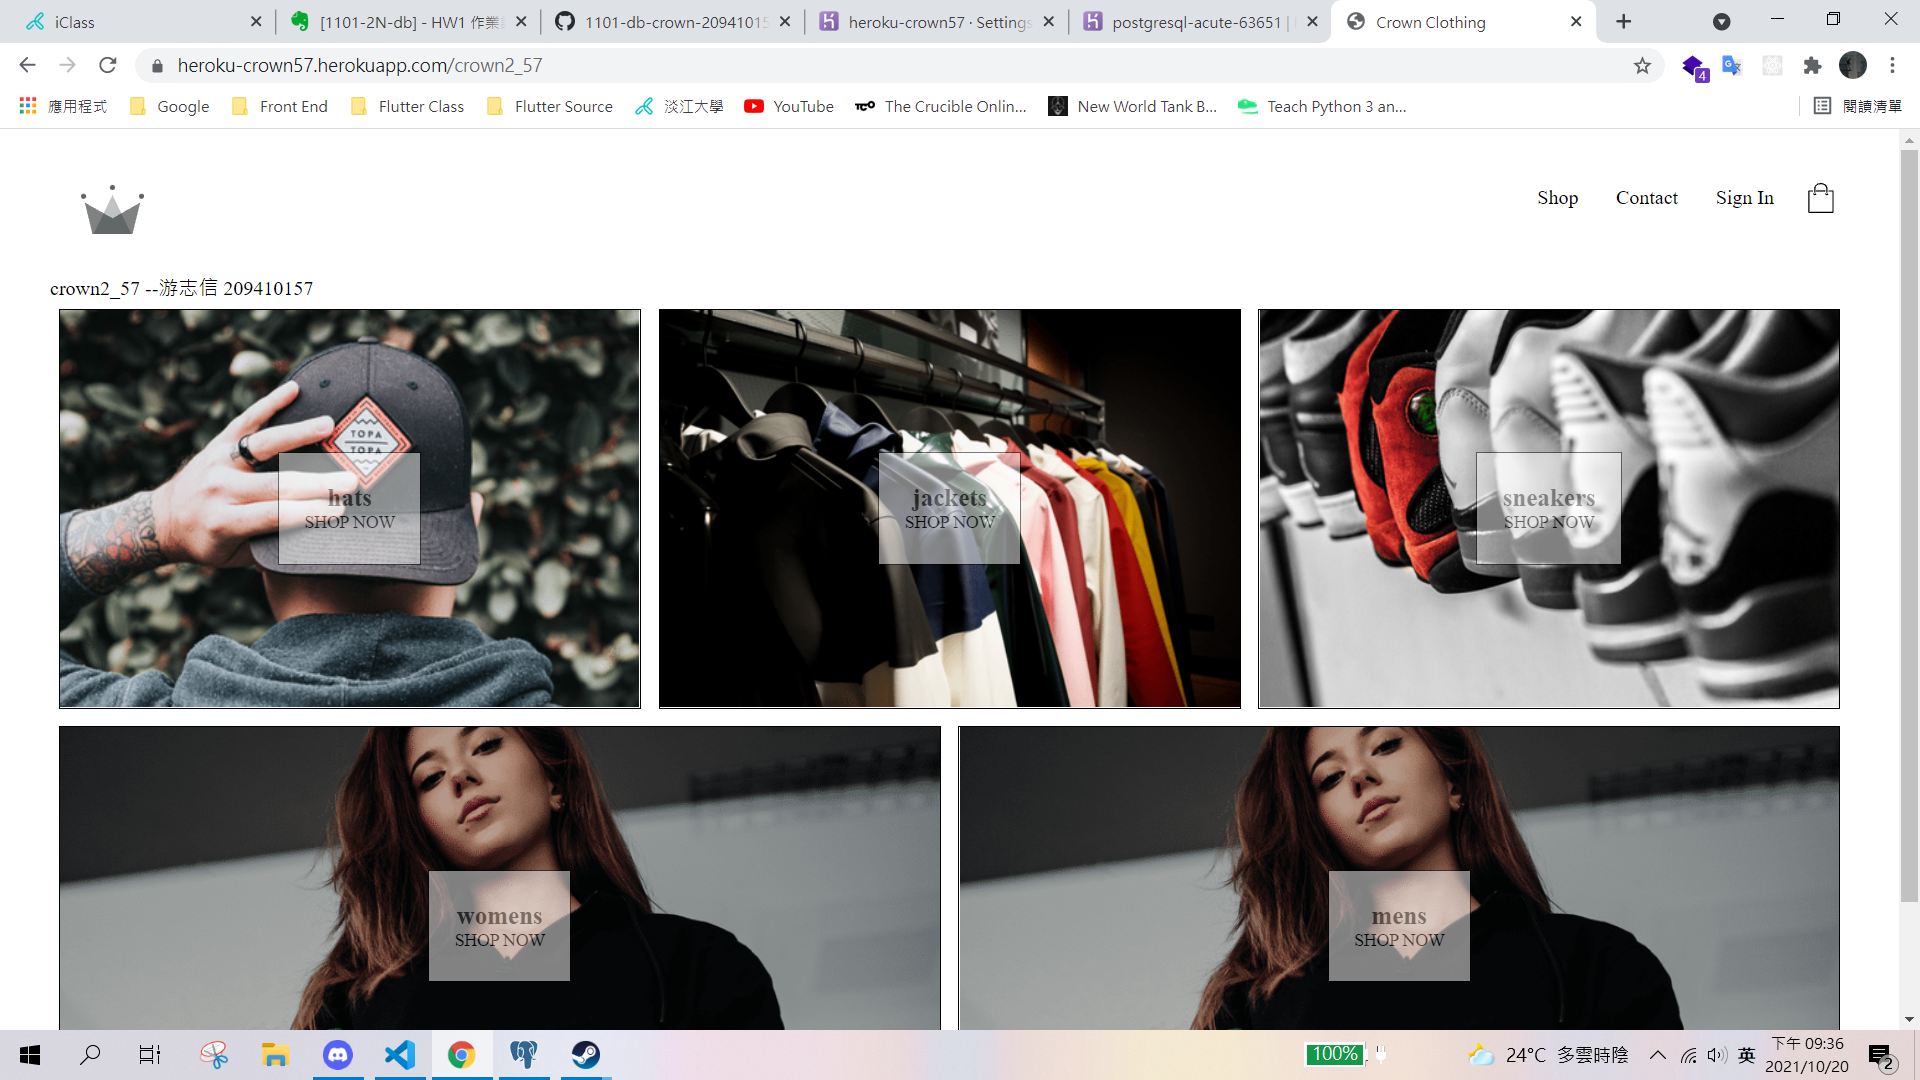 iClass
[1101-2N-db] - HW1 作業
1101-db-crown-20941015
heroku-crown57 · Settings
postgresql-acute-63651 |
Crown Clothing
heroku-crown57.herokuapp.com/crown2_57
4
應用程式
Google
Front End
Flutter Class
Flutter Source
淡江大學
YouTube
The Crucible Onlin...
New World Tank B...
Teach Python 3 an...
閱讀清單
Shop
Contact
Sign In
crown2_57 --游志信 209410157
TOPA
TOPA
hats
SHOP NOW
jackets
SHOP NOW
sneakers
SHOP NOW
womens
SHOP NOW
mens
SHOP NOW
100%
24°C 多雲時陰
英
下午 09:36
2021/10/20
2